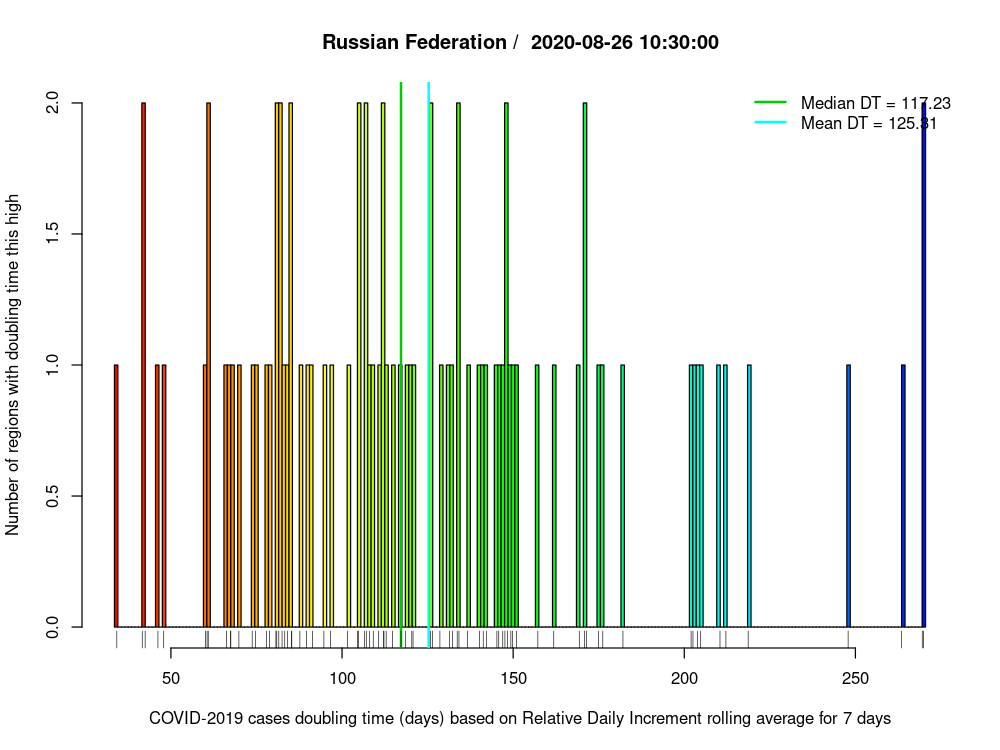 Russian Federation /  2020-08-26 10:30:00
Median DT = 117.23
Mean DT = 125.31
Number of regions with doubling time this high
2.0
1.5
1.0
0.5
0.0
50 100 150 200 250
COVID-2019 cases doubling time (days) based on Relative Daily Increment rolling average for 7 days